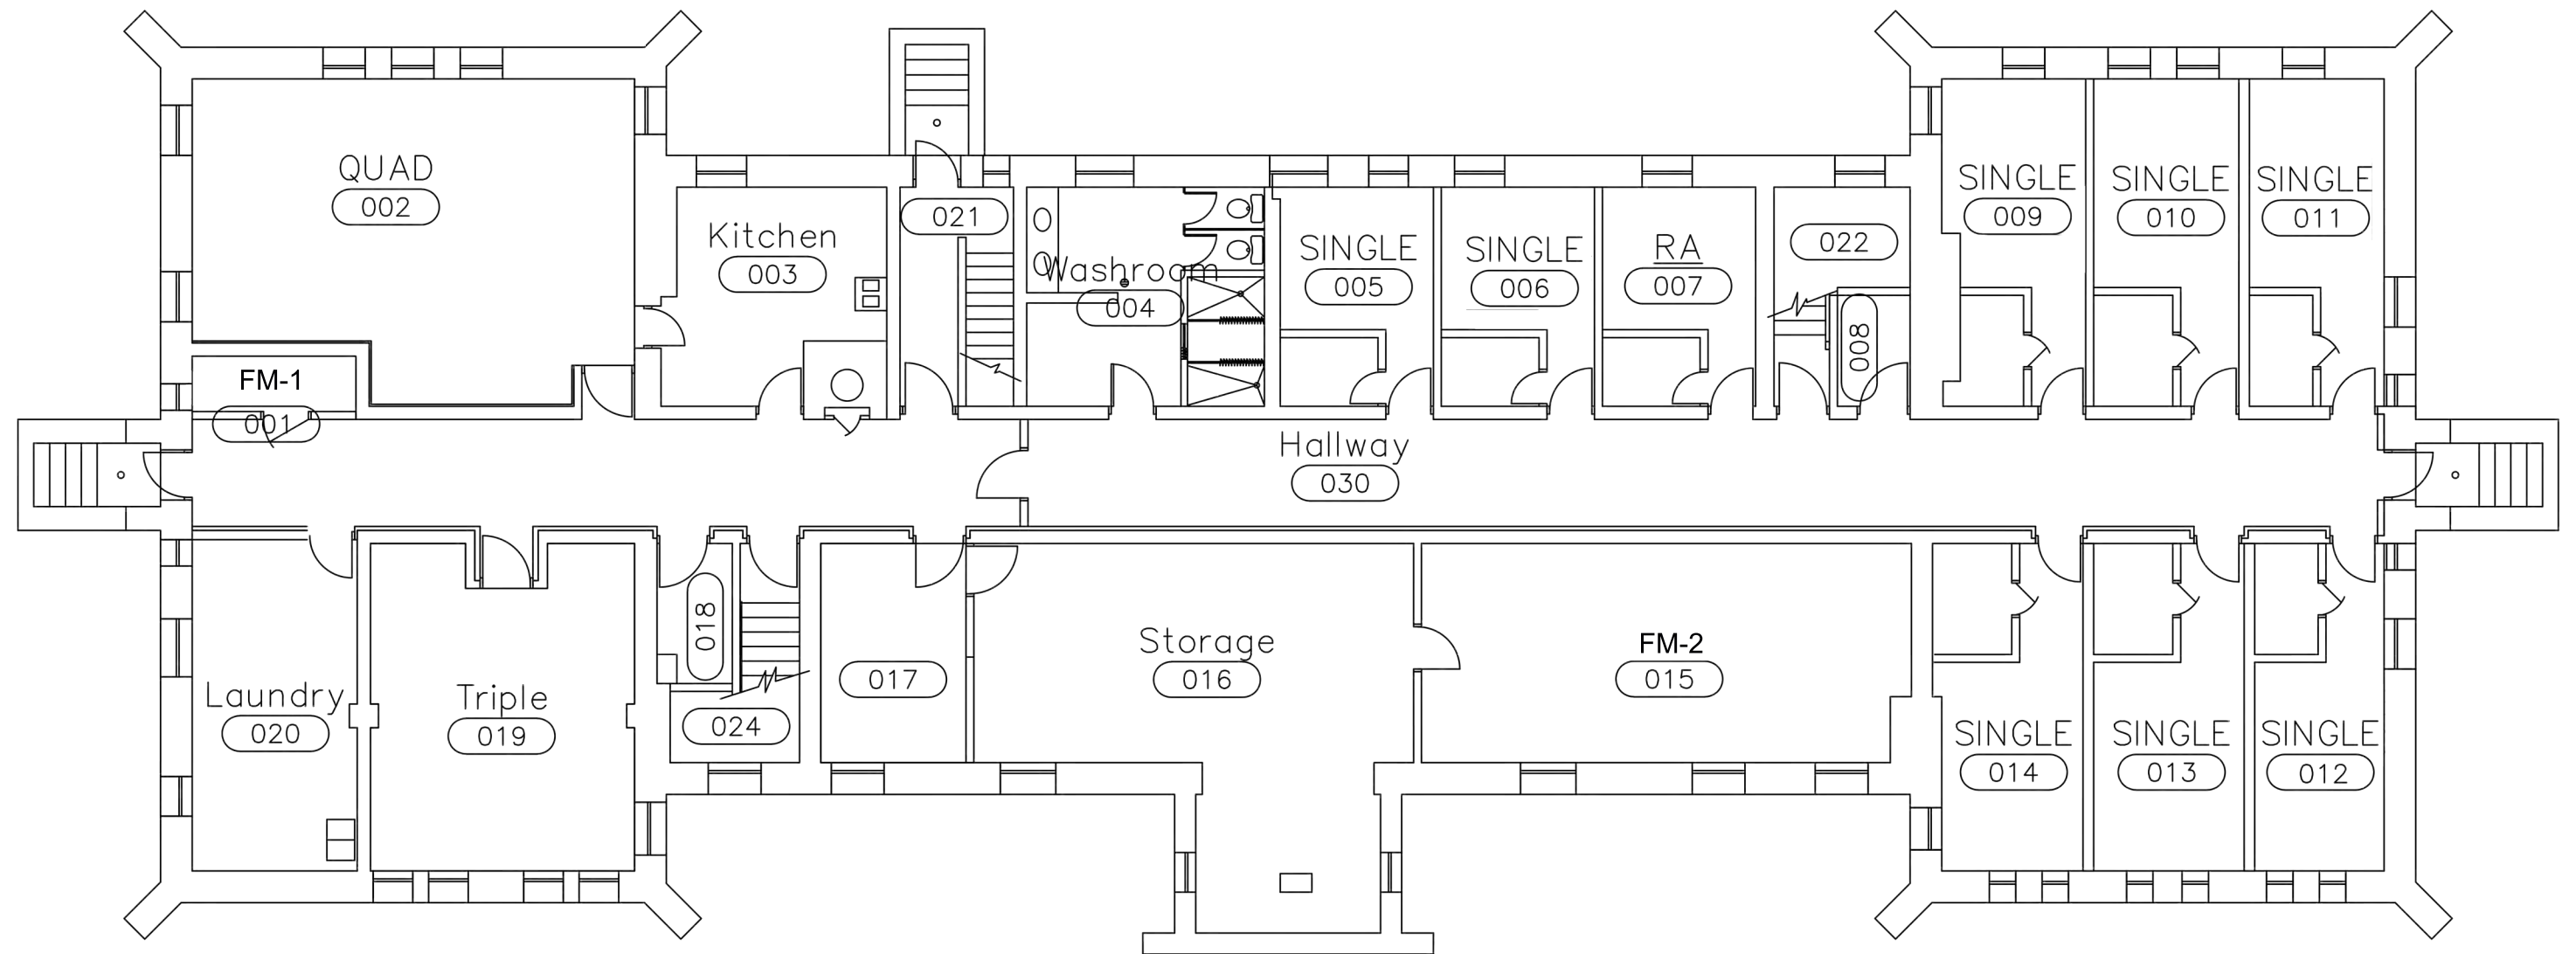 QUAD
002
Kitchen
003
021
Washroom
004
SINGLE
005
SINGLE
006
RA
007
022
008
SINGLE
009
SINGLE
010
SINGLE
011
FM-1
001
Hallway
030
Laundry
020
Triple
019
018
024
017
Storage
016
FM-2
015
SINGLE
014
SINGLE
013
SINGLE
012